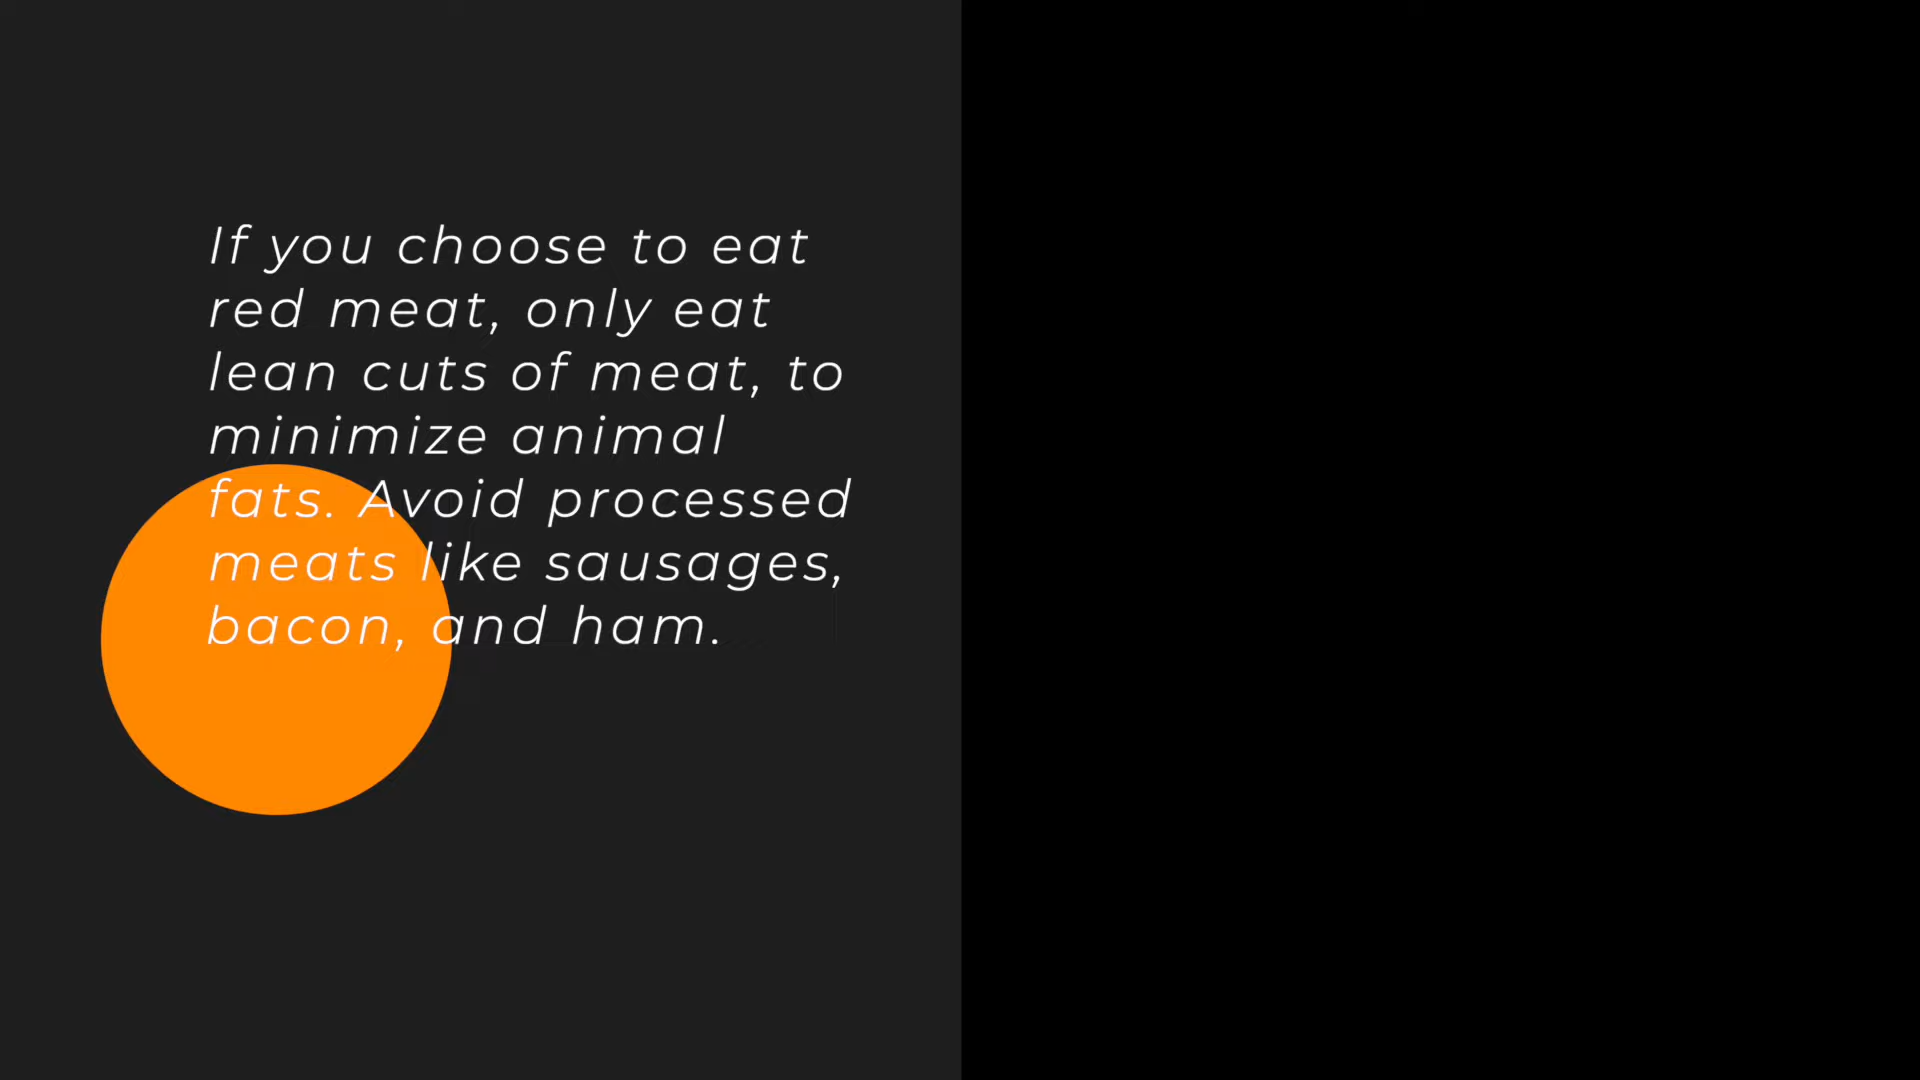 If you choose to eat
red meat, only eat
lean cuts of meat, to
minimize animal
fats. Avoid processed
meats like sausages,
bacon, and ham.